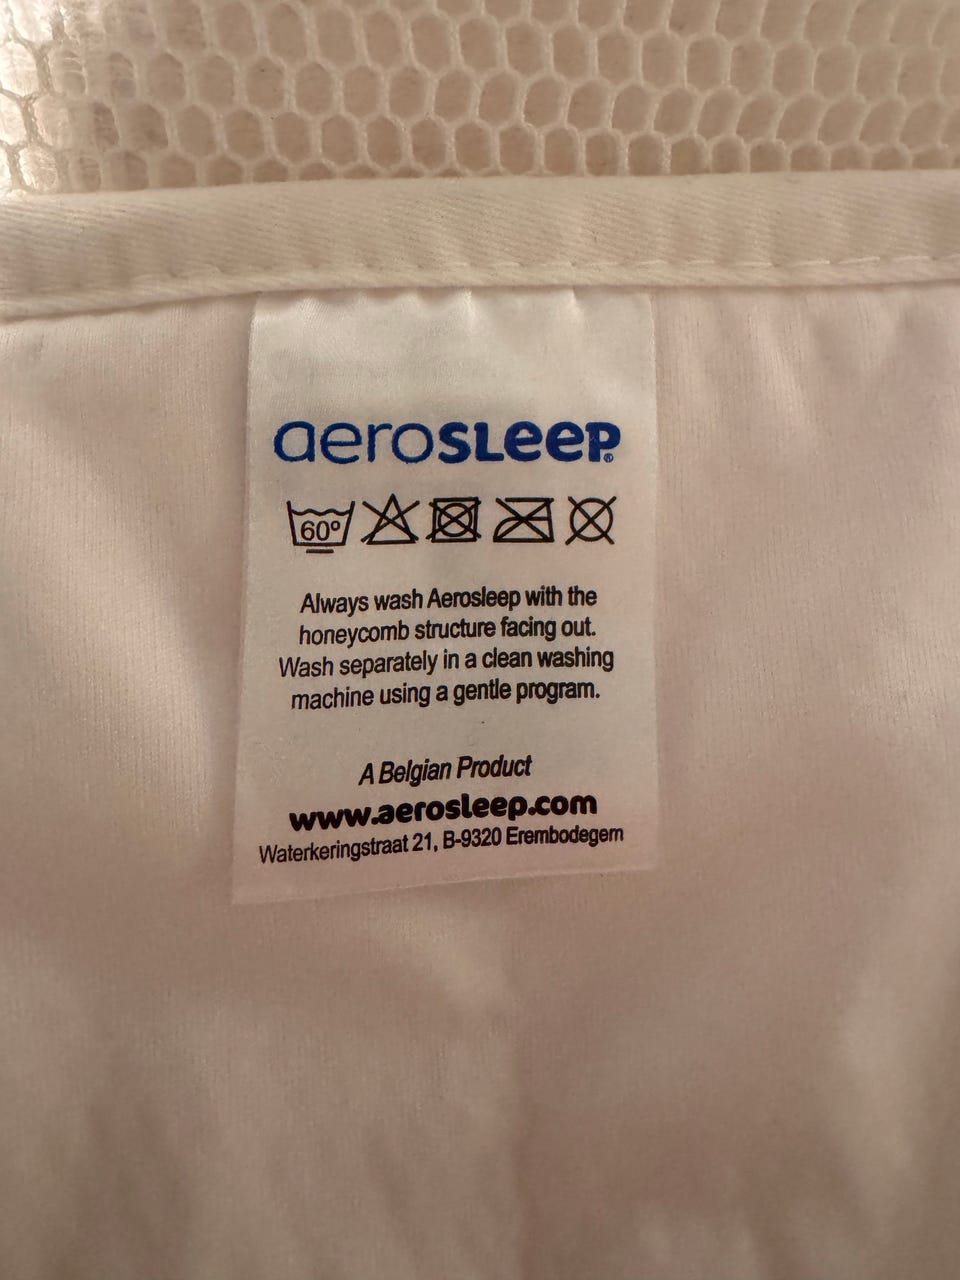 aerosleep®
60°
Always wash Aerosleep with the
honeycomb structure facing out.
Wash separately in a clean washing
machine using a gentle program.
A Belgian Product
www.aerosleep.com
Waterkeringstraat 21, B-9320 Erembodegem